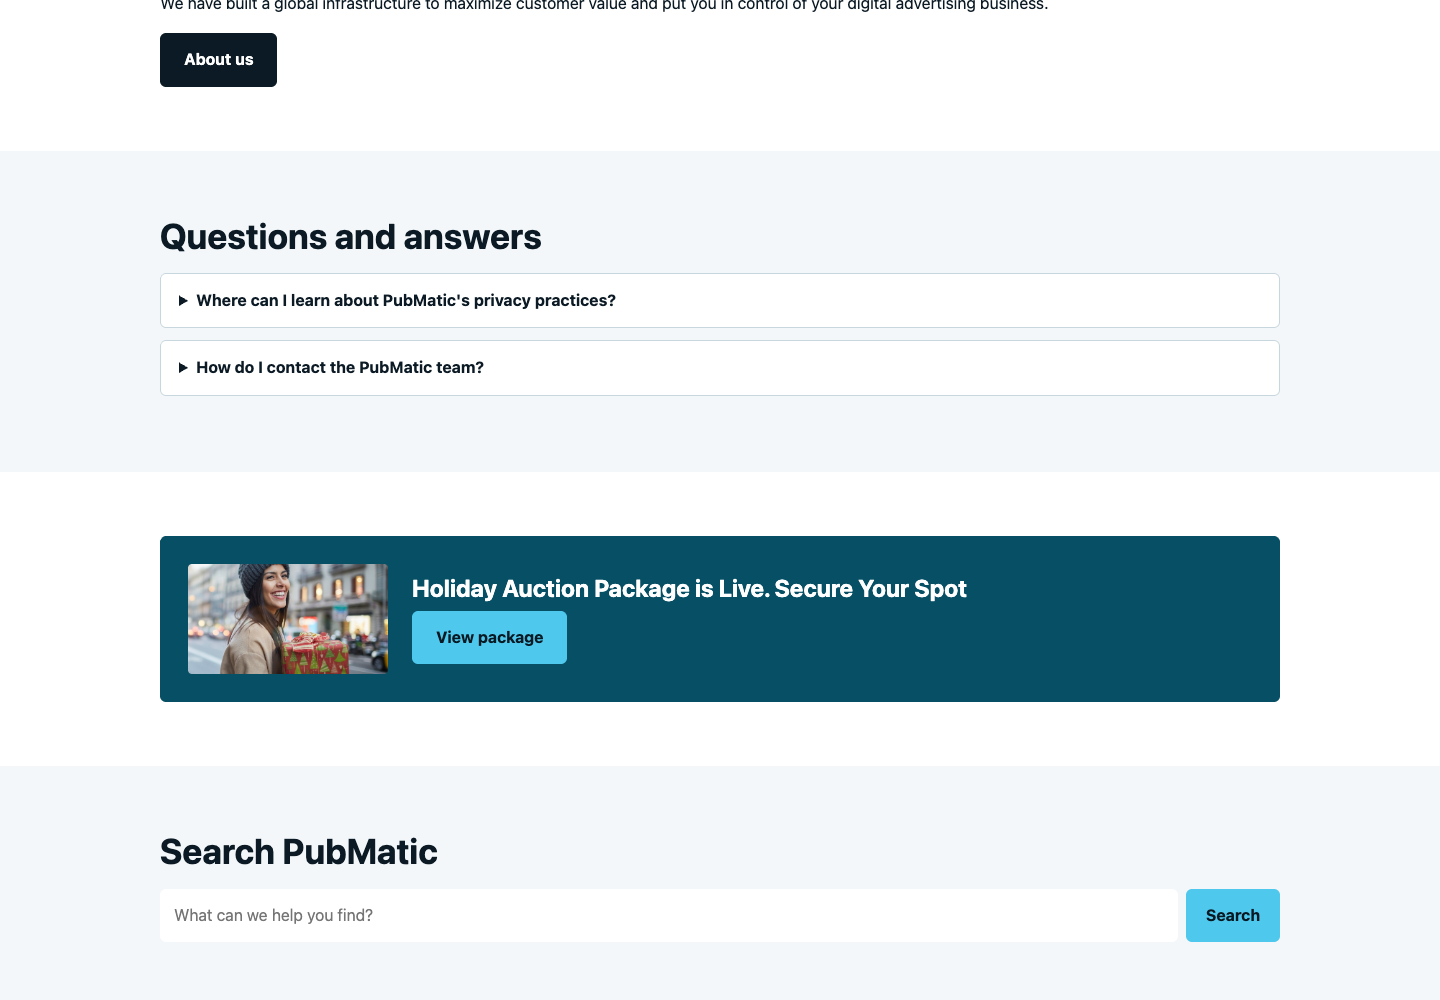 We have built a global infrastructure to maximize customer value and put you in control of your digital advertising business.
About us
Questions and answers
Where can I learn about PubMatic's privacy practices?
How do I contact the PubMatic team?
Holiday Auction Package is Live. Secure Your Spot
View package
Search PubMatic
What can we help you find?
Search